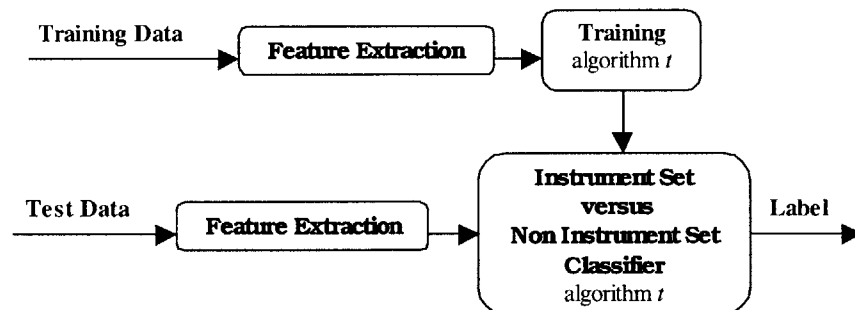 Training Data
Feature Extraction
Training
algorithm t
Test Data
Feature Extraction
Instrument Set
versus
Non Instrument Set
Classifier
algorithm t
Label